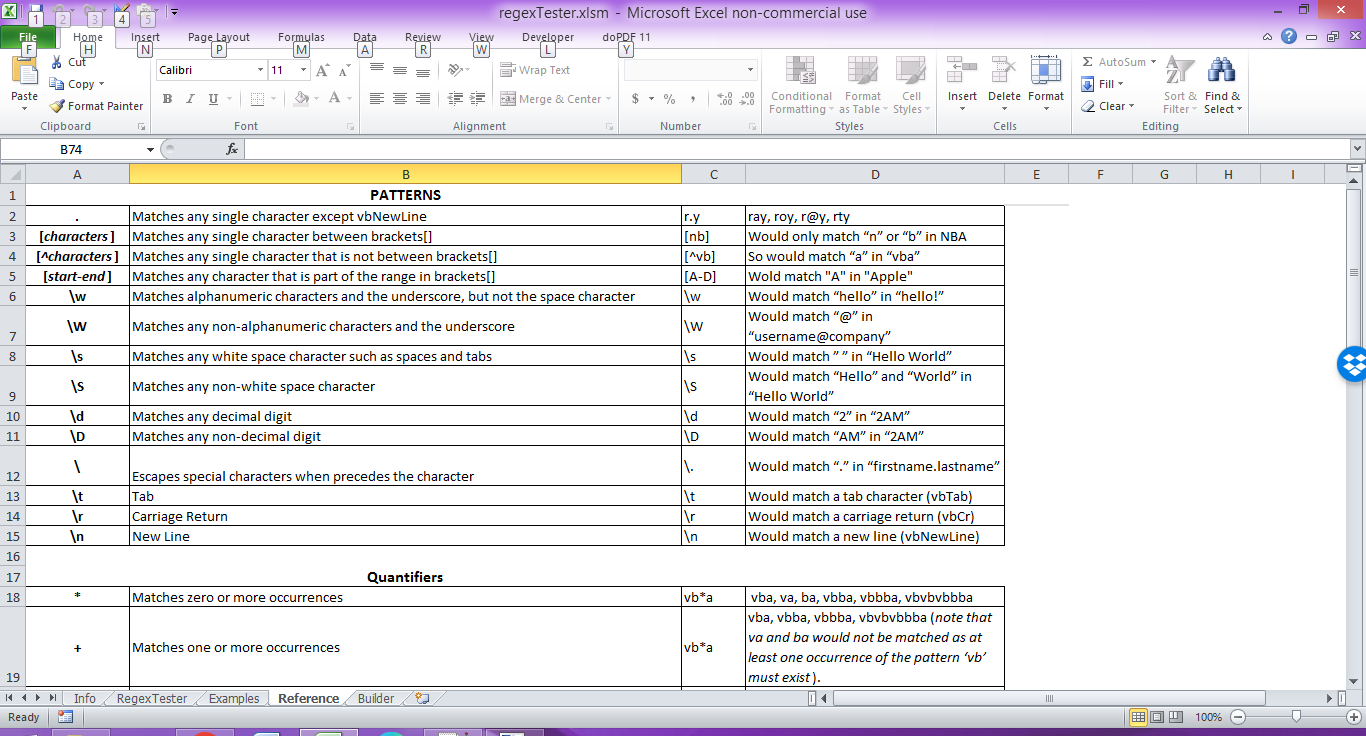 regexTester.xlsm - Microsoft Excel non-commercial use
1 2 3 4 5
File Home Insert Page Layout Formulas Data Review View Developer doPDF 11
F H N P M A R W L Y
Paste Cut Copy Format Painter Clipboard
Calibri 11 B I U A Font
Wrap Text Merge & Center Alignment
$ % , Number
Conditional Formatting Format as Table Cell Styles Styles
Insert Delete Format Cells
Σ AutoSum Fill Clear Sort & Filter Find & Select Editing
B74 fx
A B C D E F G H I
1 PATTERNS
2 . Matches any single character except vbNewLine r.y ray, roy, r@y, rty
3 [characters] Matches any single character between brackets[] [nb] Would only match “n” or “b” in NBA
4 [^characters] Matches any single character that is not between brackets[] [^vb] So would match “a” in “vba”
5 [start-end] Matches any character that is part of the range in brackets[] [A-D] Wold match "A" in "Apple"
6 \w Matches alphanumeric characters and the underscore, but not the space character \w Would match “hello” in “hello!”
7 \W Matches any non-alphanumeric characters and the underscore \W Would match “@” in
“username@company”
8 \s Matches any white space character such as spaces and tabs \s Would match ” ” in “Hello World”
9 \S Matches any non-white space character \S Would match “Hello” and “World” in
“Hello World”
10 \d Matches any decimal digit \d Would match “2” in “2AM”
11 \D Matches any non-decimal digit \D Would match “AM” in “2AM”
12 \ Escapes special characters when precedes the character \. Would match “.” in “firstname.lastname”
13 \t Tab \t Would match a tab character (vbTab)
14 \r Carriage Return \r Would match a carriage return (vbCr)
15 \n New Line \n Would match a new line (vbNewLine)
16
17 Quantifiers
18 * Matches zero or more occurrences vb*a vba, va, ba, vbba, vbbba, vbvbvbbba
19 + Matches one or more occurrences vb*a vba, vbba, vbbba, vbvbvbbba (note that
va and ba would not be matched as at
least one occurrence of the pattern ‘vb’
must exist).
Info RegexTester Examples Reference Builder
Ready 100%